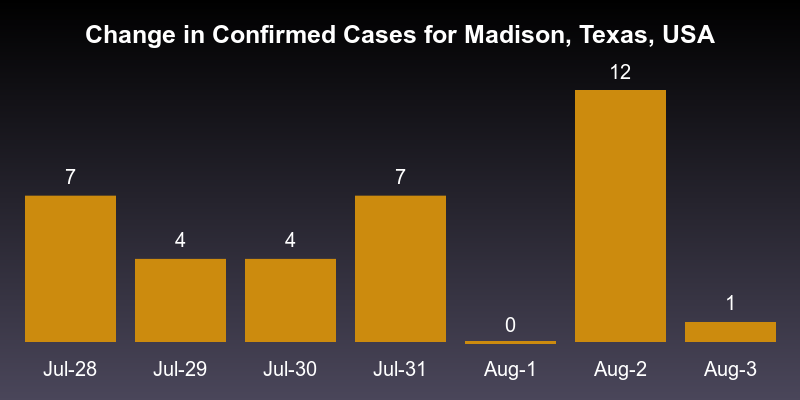 Change in Confirmed Cases for Madison, Texas, USA
12
7
7
4
4
0
1
Jul-28
Jul-29
Jul-30
Jul-31
Aug-1
Aug-2
Aug-3